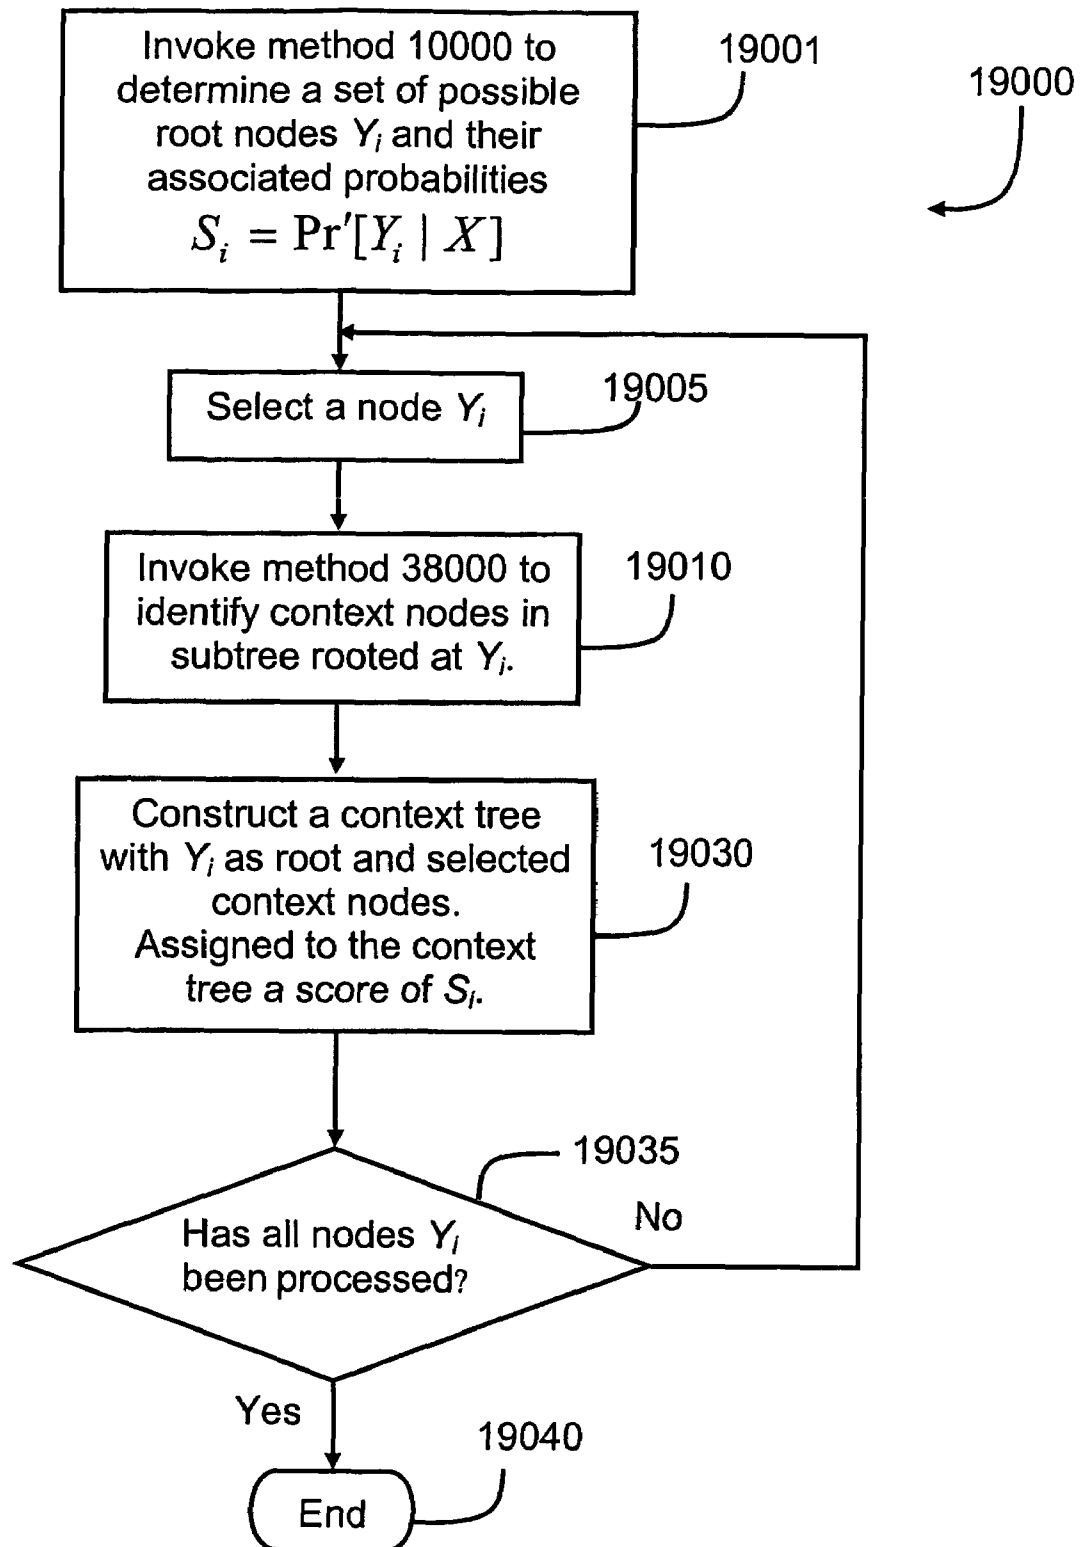 Invoke method 10000 to
determine a set of possible
root nodes Yi and their
associated probabilities
Si = Pr′[Yi | X]
19001
19000
Select a node Yi
19005
Invoke method 38000 to
identify context nodes in
subtree rooted at Yi.
19010
Construct a context tree
with Yi as root and selected
context nodes.
Assigned to the context
tree a score of Si.
19030
19035
Has all nodes Yi
been processed?
No
Yes
19040
End